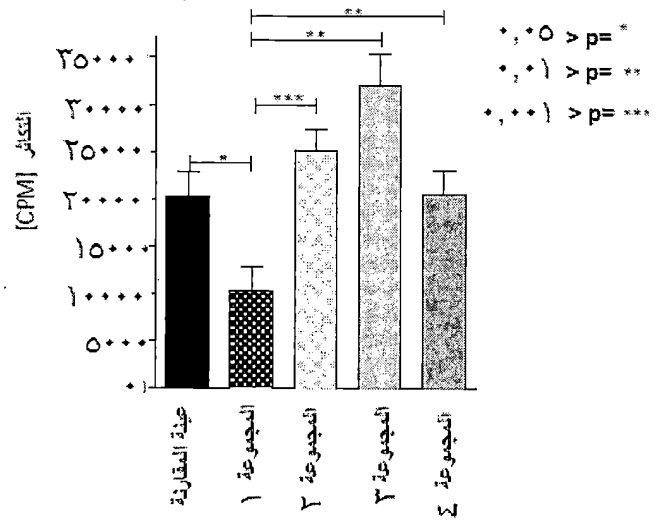 **
**
***
*
٠,٠٥ > p= *
٠,٠١ > p= **
٠,٠٠١ > p= ***
التكاثر [CPM]
٣٥٠٠٠
٣٠٠٠٠
٢٥٠٠٠
٢٠٠٠٠
١٥٠٠٠
١٠٠٠٠
٥٠٠٠
٠
عينة المقارنة
المجموعة ١
المجموعة ٢
المجموعة ٣
المجموعة ٤